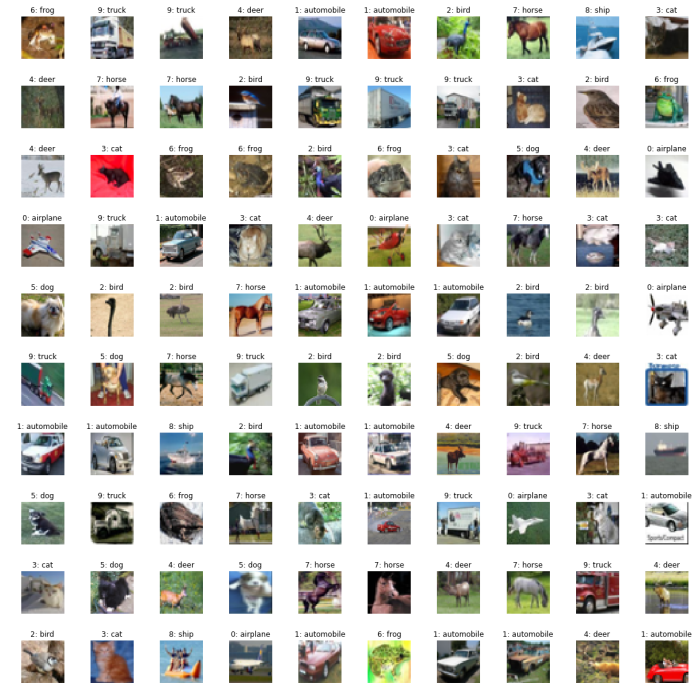 6: frog 9: truck 9: truck 4: deer 1: automobile 1: automobile 2: bird 7: horse 8: ship 3: cat
4: deer 7: horse 7: horse 2: bird 9: truck 9: truck 9: truck 3: cat 2: bird 6: frog
4: deer 3: cat 6: frog 6: frog 2: bird 6: frog 3: cat 5: dog 4: deer 0: airplane
0: airplane 9: truck 1: automobile 3: cat 4: deer 0: airplane 3: cat 7: horse 3: cat 3: cat
5: dog 2: bird 2: bird 7: horse 1: automobile 1: automobile 1: automobile 2: bird 2: bird 0: airplane
9: truck 5: dog 7: horse 9: truck 2: bird 2: bird 5: dog 2: bird 4: deer 3: cat
1: automobile 1: automobile 8: ship 2: bird 1: automobile 1: automobile 4: deer 9: truck 7: horse 8: ship
5: dog 9: truck 6: frog 7: horse 3: cat 1: automobile 9: truck 0: airplane 3: cat 1: automobile
Sports/Compact
3: cat 5: dog 4: deer 5: dog 7: horse 7: horse 4: deer 7: horse 9: truck 4: deer
2: bird 3: cat 8: ship 0: airplane 1: automobile 6: frog 1: automobile 1: automobile 4: deer 1: automobile